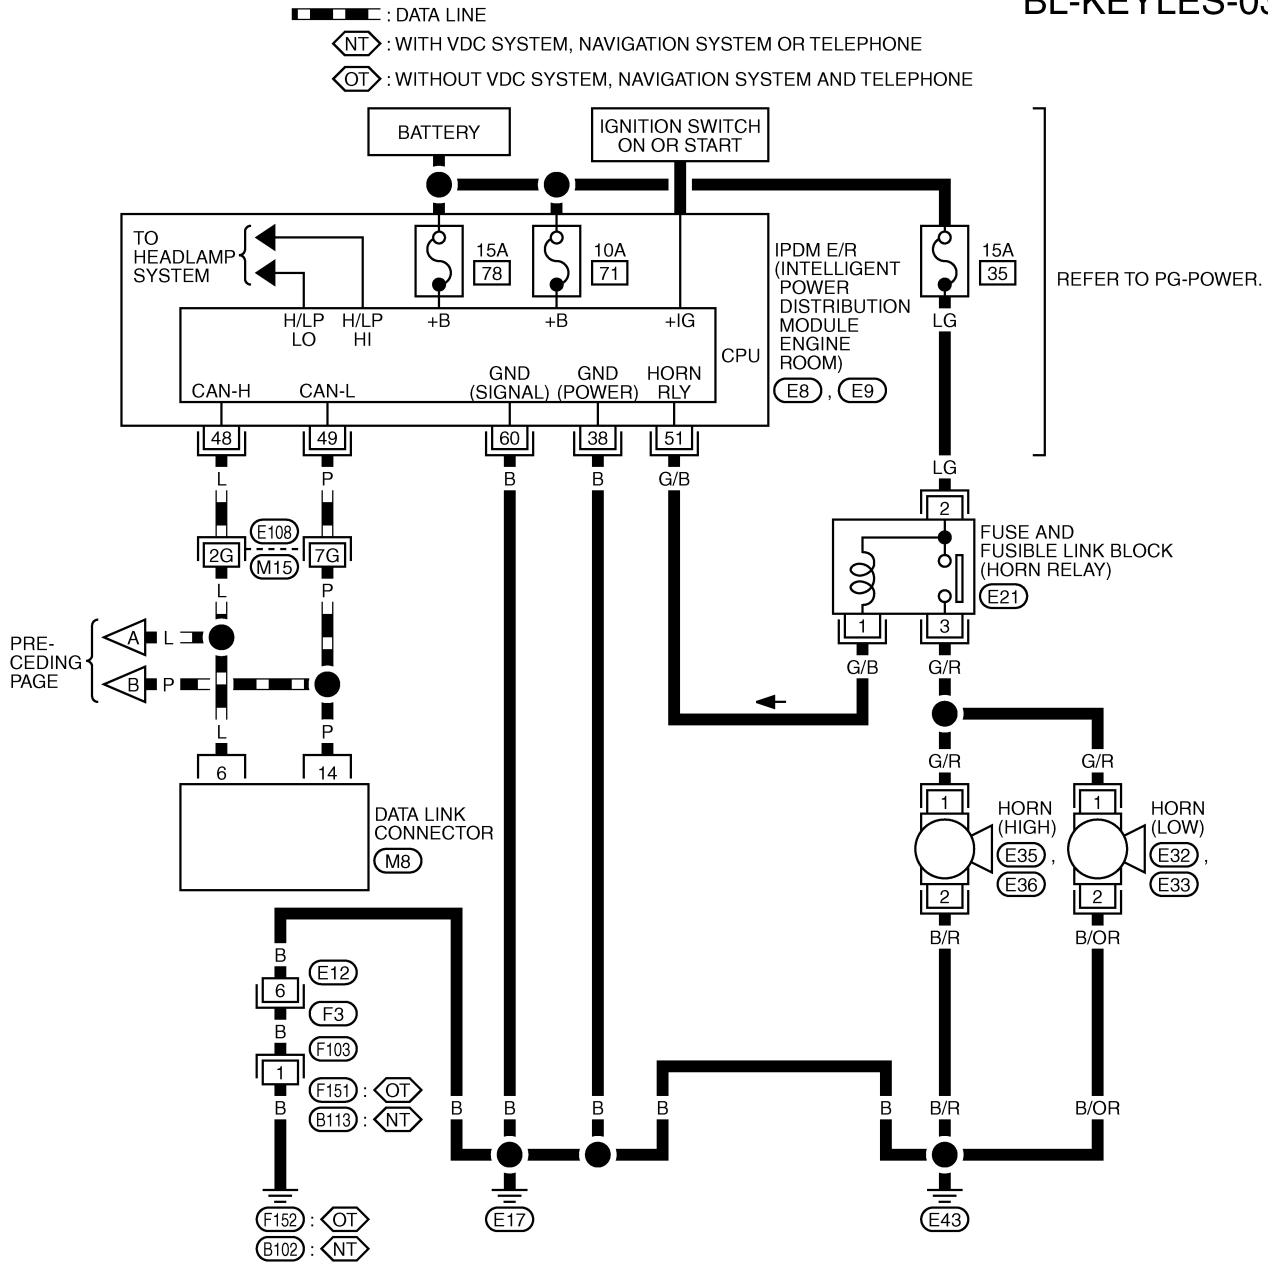 BL-KEYLES-03
: DATA LINE
NT : WITH VDC SYSTEM, NAVIGATION SYSTEM OR TELEPHONE
OT : WITHOUT VDC SYSTEM, NAVIGATION SYSTEM AND TELEPHONE
BATTERY
IGNITION SWITCH
ON OR START
TO
HEADLAMP
SYSTEM
15A
78
10A
71
IPDM E/R
(INTELLIGENT
POWER
DISTRIBUTION
MODULE
ENGINE
ROOM)
E8 , E9
15A
35
REFER TO PG-POWER.
H/LP
LO
H/LP
HI
+B
+B
+IG
CPU
LG
CAN-H
CAN-L
GND
(SIGNAL)
GND
(POWER)
HORN
RLY
48
49
60
38
51
L
P
B
B
G/B
LG
2
FUSE AND
FUSIBLE LINK BLOCK
(HORN RELAY)
E21
E108
2G
7G
M15
L
P
1
3
PRE-
CEDING
PAGE
A L
B P
G/B
G/R
L
P
6
14
G/R
G/R
DATA LINK
CONNECTOR
M8
1
HORN
(HIGH)
E35 ,
E36
2
1
HORN
(LOW)
E32 ,
E33
2
B/R
B/OR
B
E12
6
F3
B
F103
1
F151 : OT
B113 : NT
B
B
B
B
B
B
B/R
B/OR
F152 : OT
B102 : NT
E17
E43